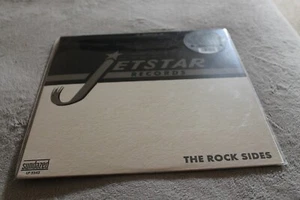 JETSTAR
RECORDS
sundazed
THE ROCK SIDES